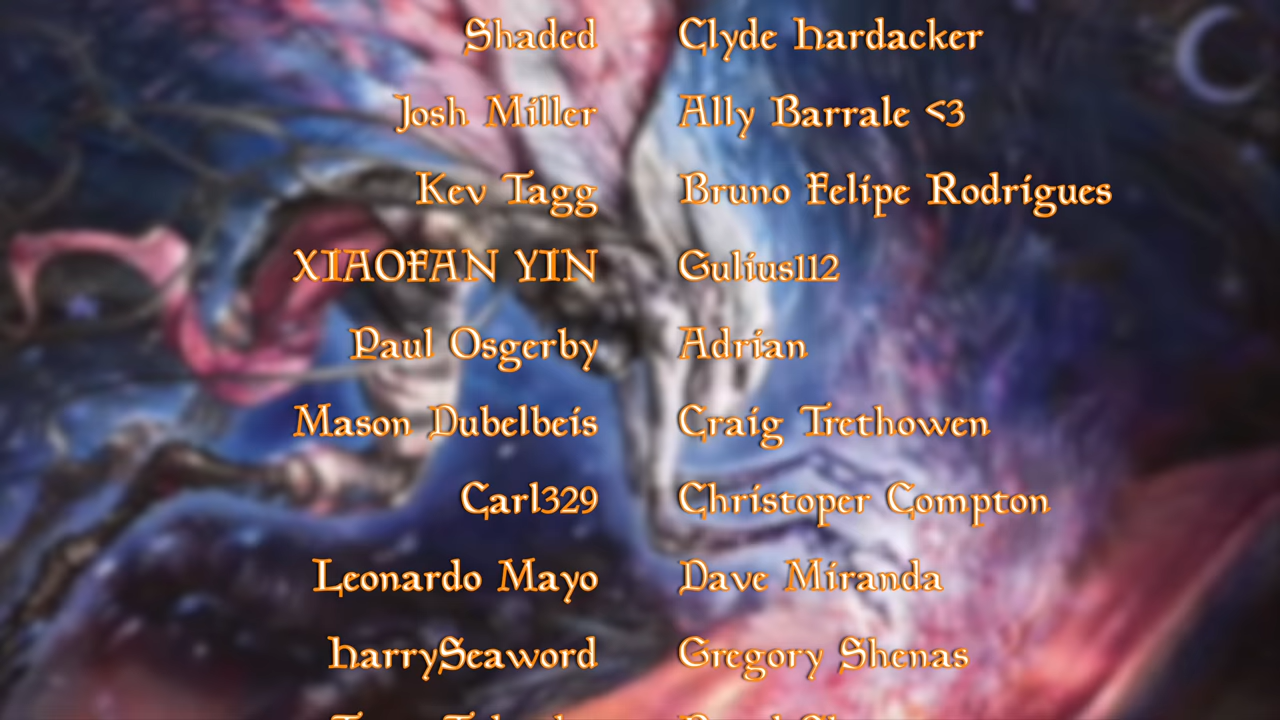 Shaded Clyde Hardacker
Josh Miller Ally Barrale <3
Kev Tagg Bruno Felipe Rodrigues
XIAOFAN YIN Gulius112
Paul Osgerby Adrian
Mason Dubelbeis Craig Trethowen
Carl329 Christoper Compton
Leonardo Mayo Dave Miranda
HarrySeaword Gregory Shenas